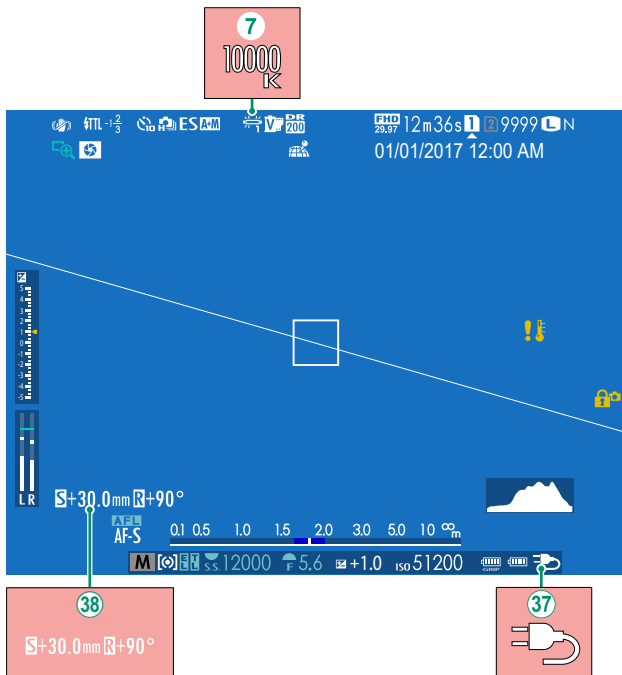 7
10000
K
TTL -1 2/3 10 H ES A-M V DR 200 FHD 29.97 12m36s 1 2 9999 L N
01/01/2017 12:00 AM
5
4
3
2
1
0
-1
-2
-3
-4
-5
L R
S+30.0mm R+90°
AFL
AF-S
0.1 0.5 1.0 1.5 2.0 3.0 5.0 10 ∞ m
M S.S. 12000 F 5.6 +1.0 ISO 51200 GRIP
38
S+30.0mm R+90°
37